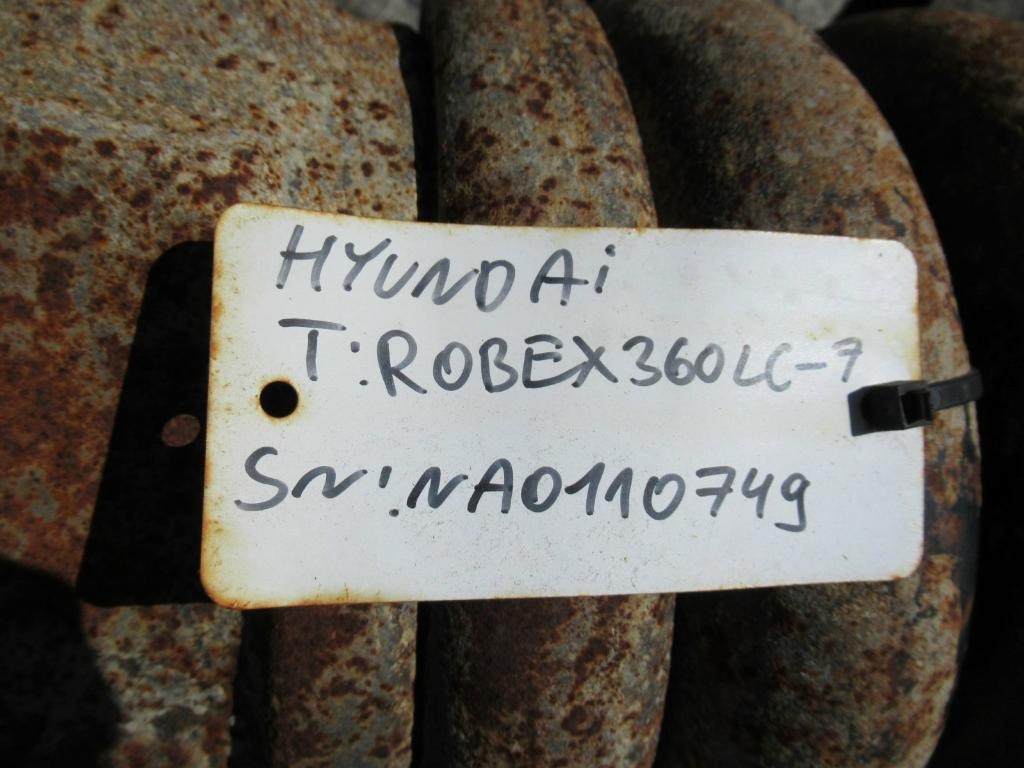 HYUNDAi
T:ROBEX360LC-7
SN:NA0110749